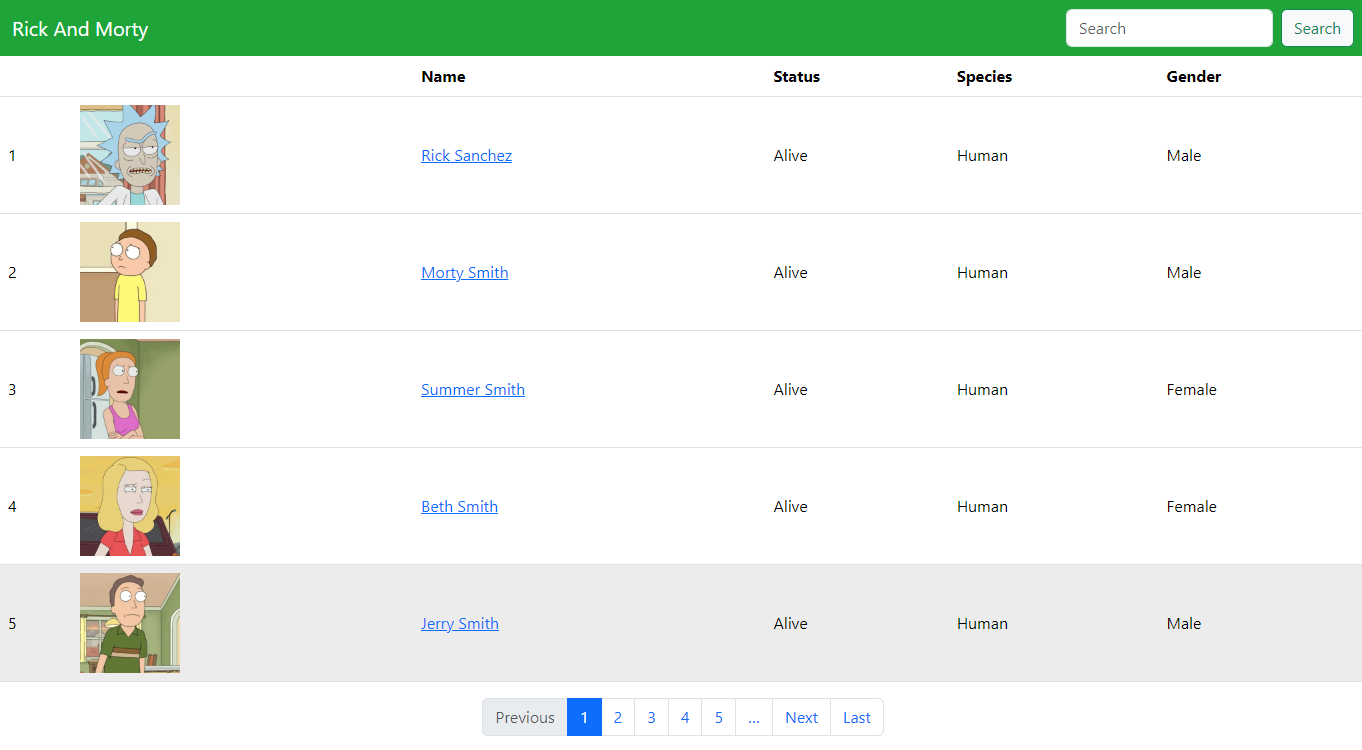 Rick And Morty Search Search
Name Status Species Gender
1 Rick Sanchez Alive Human Male
2 Morty Smith Alive Human Male
3 Summer Smith Alive Human Female
4 Beth Smith Alive Human Female
5 Jerry Smith Alive Human Male
Previous 1 2 3 4 5 ... Next Last